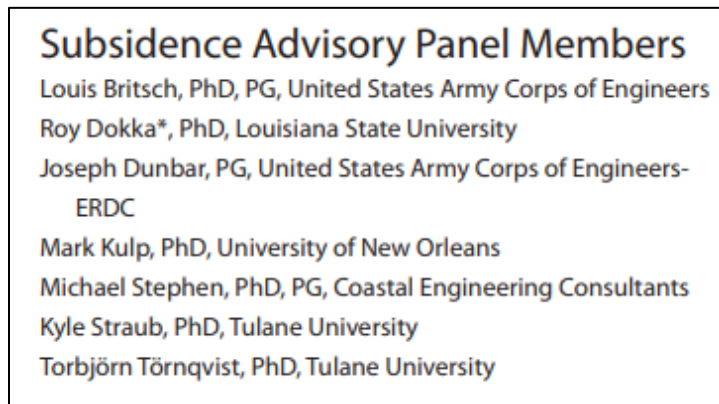 Subsidence Advisory Panel Members
Louis Britsch, PhD, PG, United States Army Corps of Engineers
Roy Dokka*, PhD, Louisiana State University
Joseph Dunbar, PG, United States Army Corps of Engineers-
ERDC
Mark Kulp, PhD, University of New Orleans
Michael Stephen, PhD, PG, Coastal Engineering Consultants
Kyle Straub, PhD, Tulane University
Torbjörn Törnqvist, PhD, Tulane University